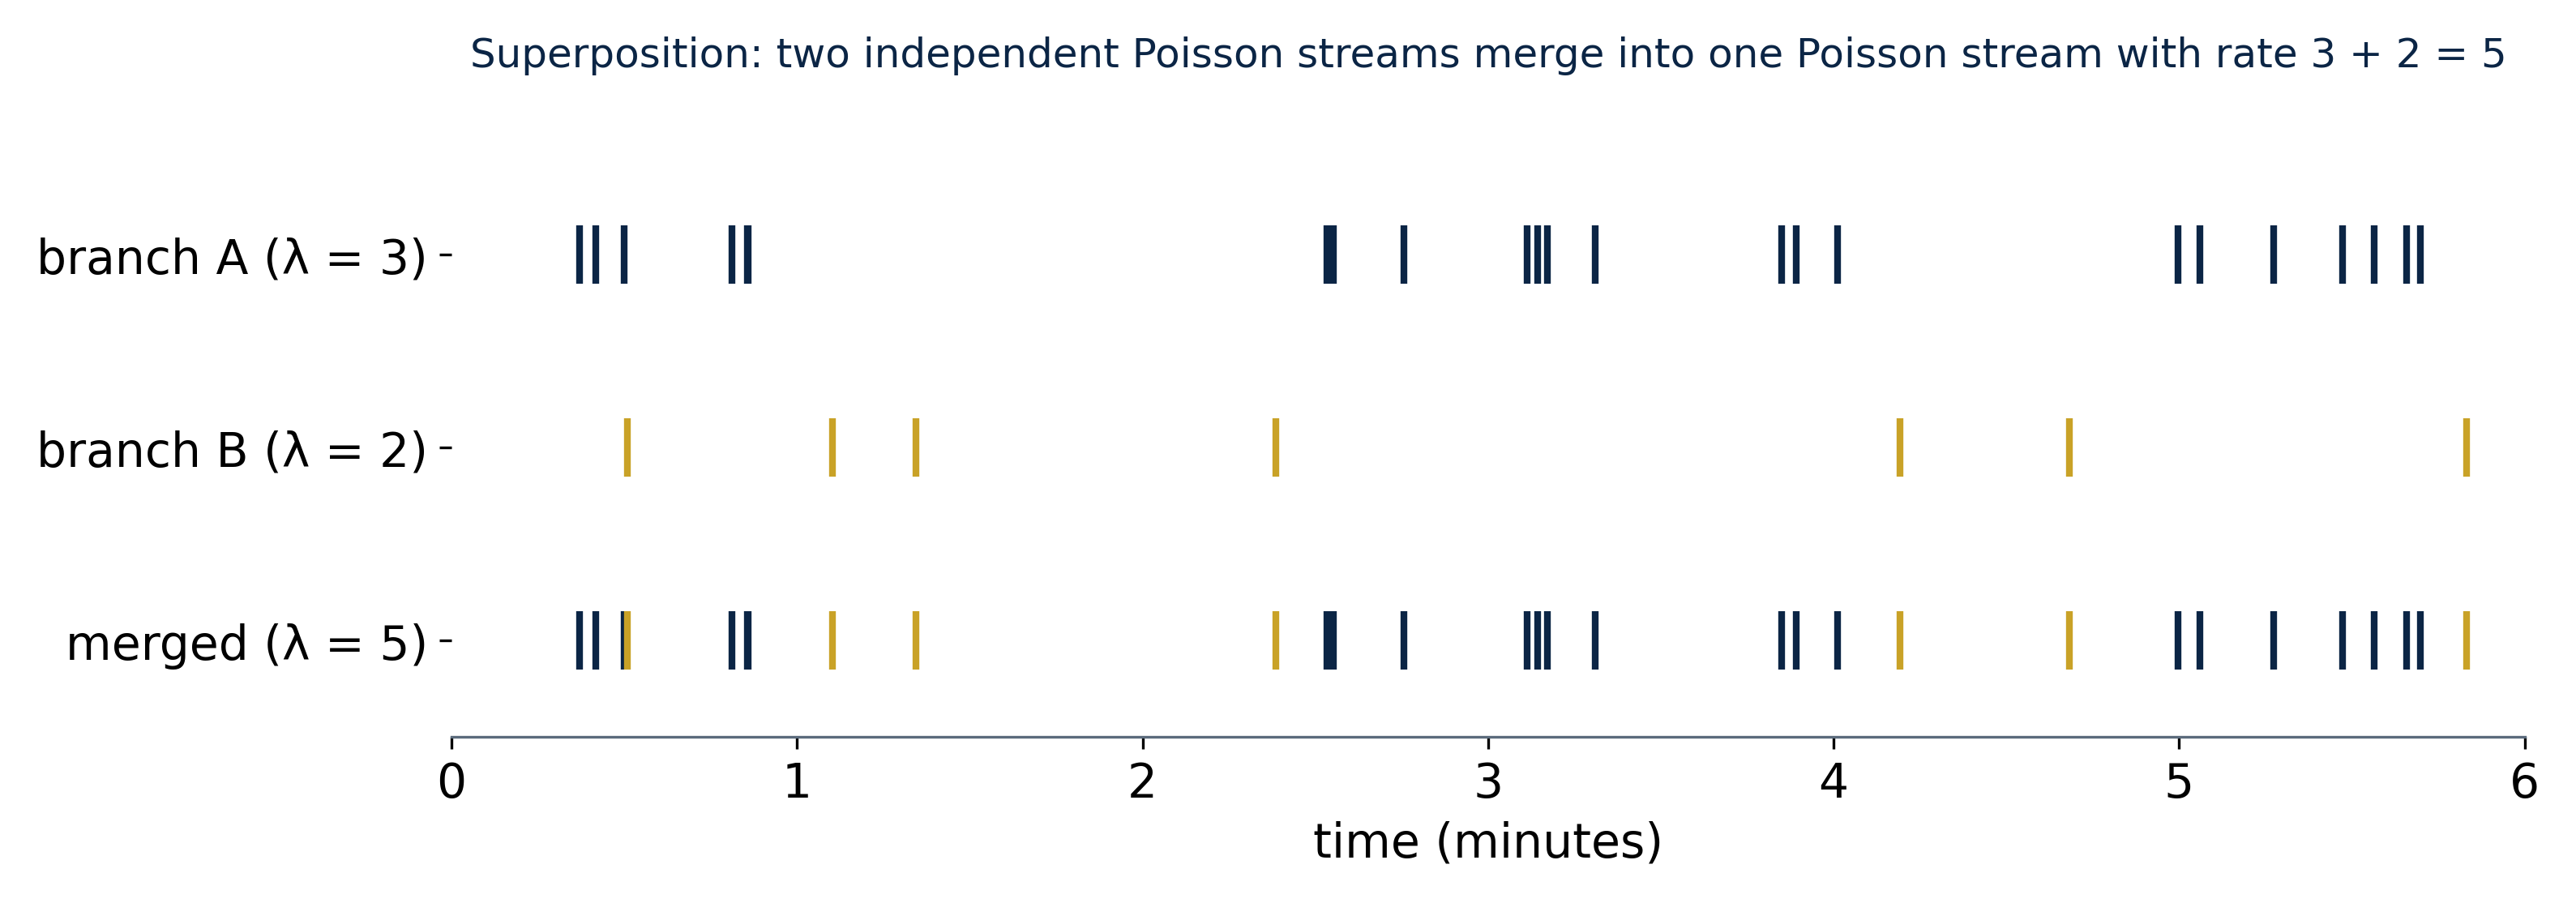 Superposition: two independent Poisson streams merge into one Poisson stream with rate 3 + 2 = 5
branch A (λ = 3)
branch B (λ = 2)
merged (λ = 5)
0 1 2 3 4 5 6
time (minutes)